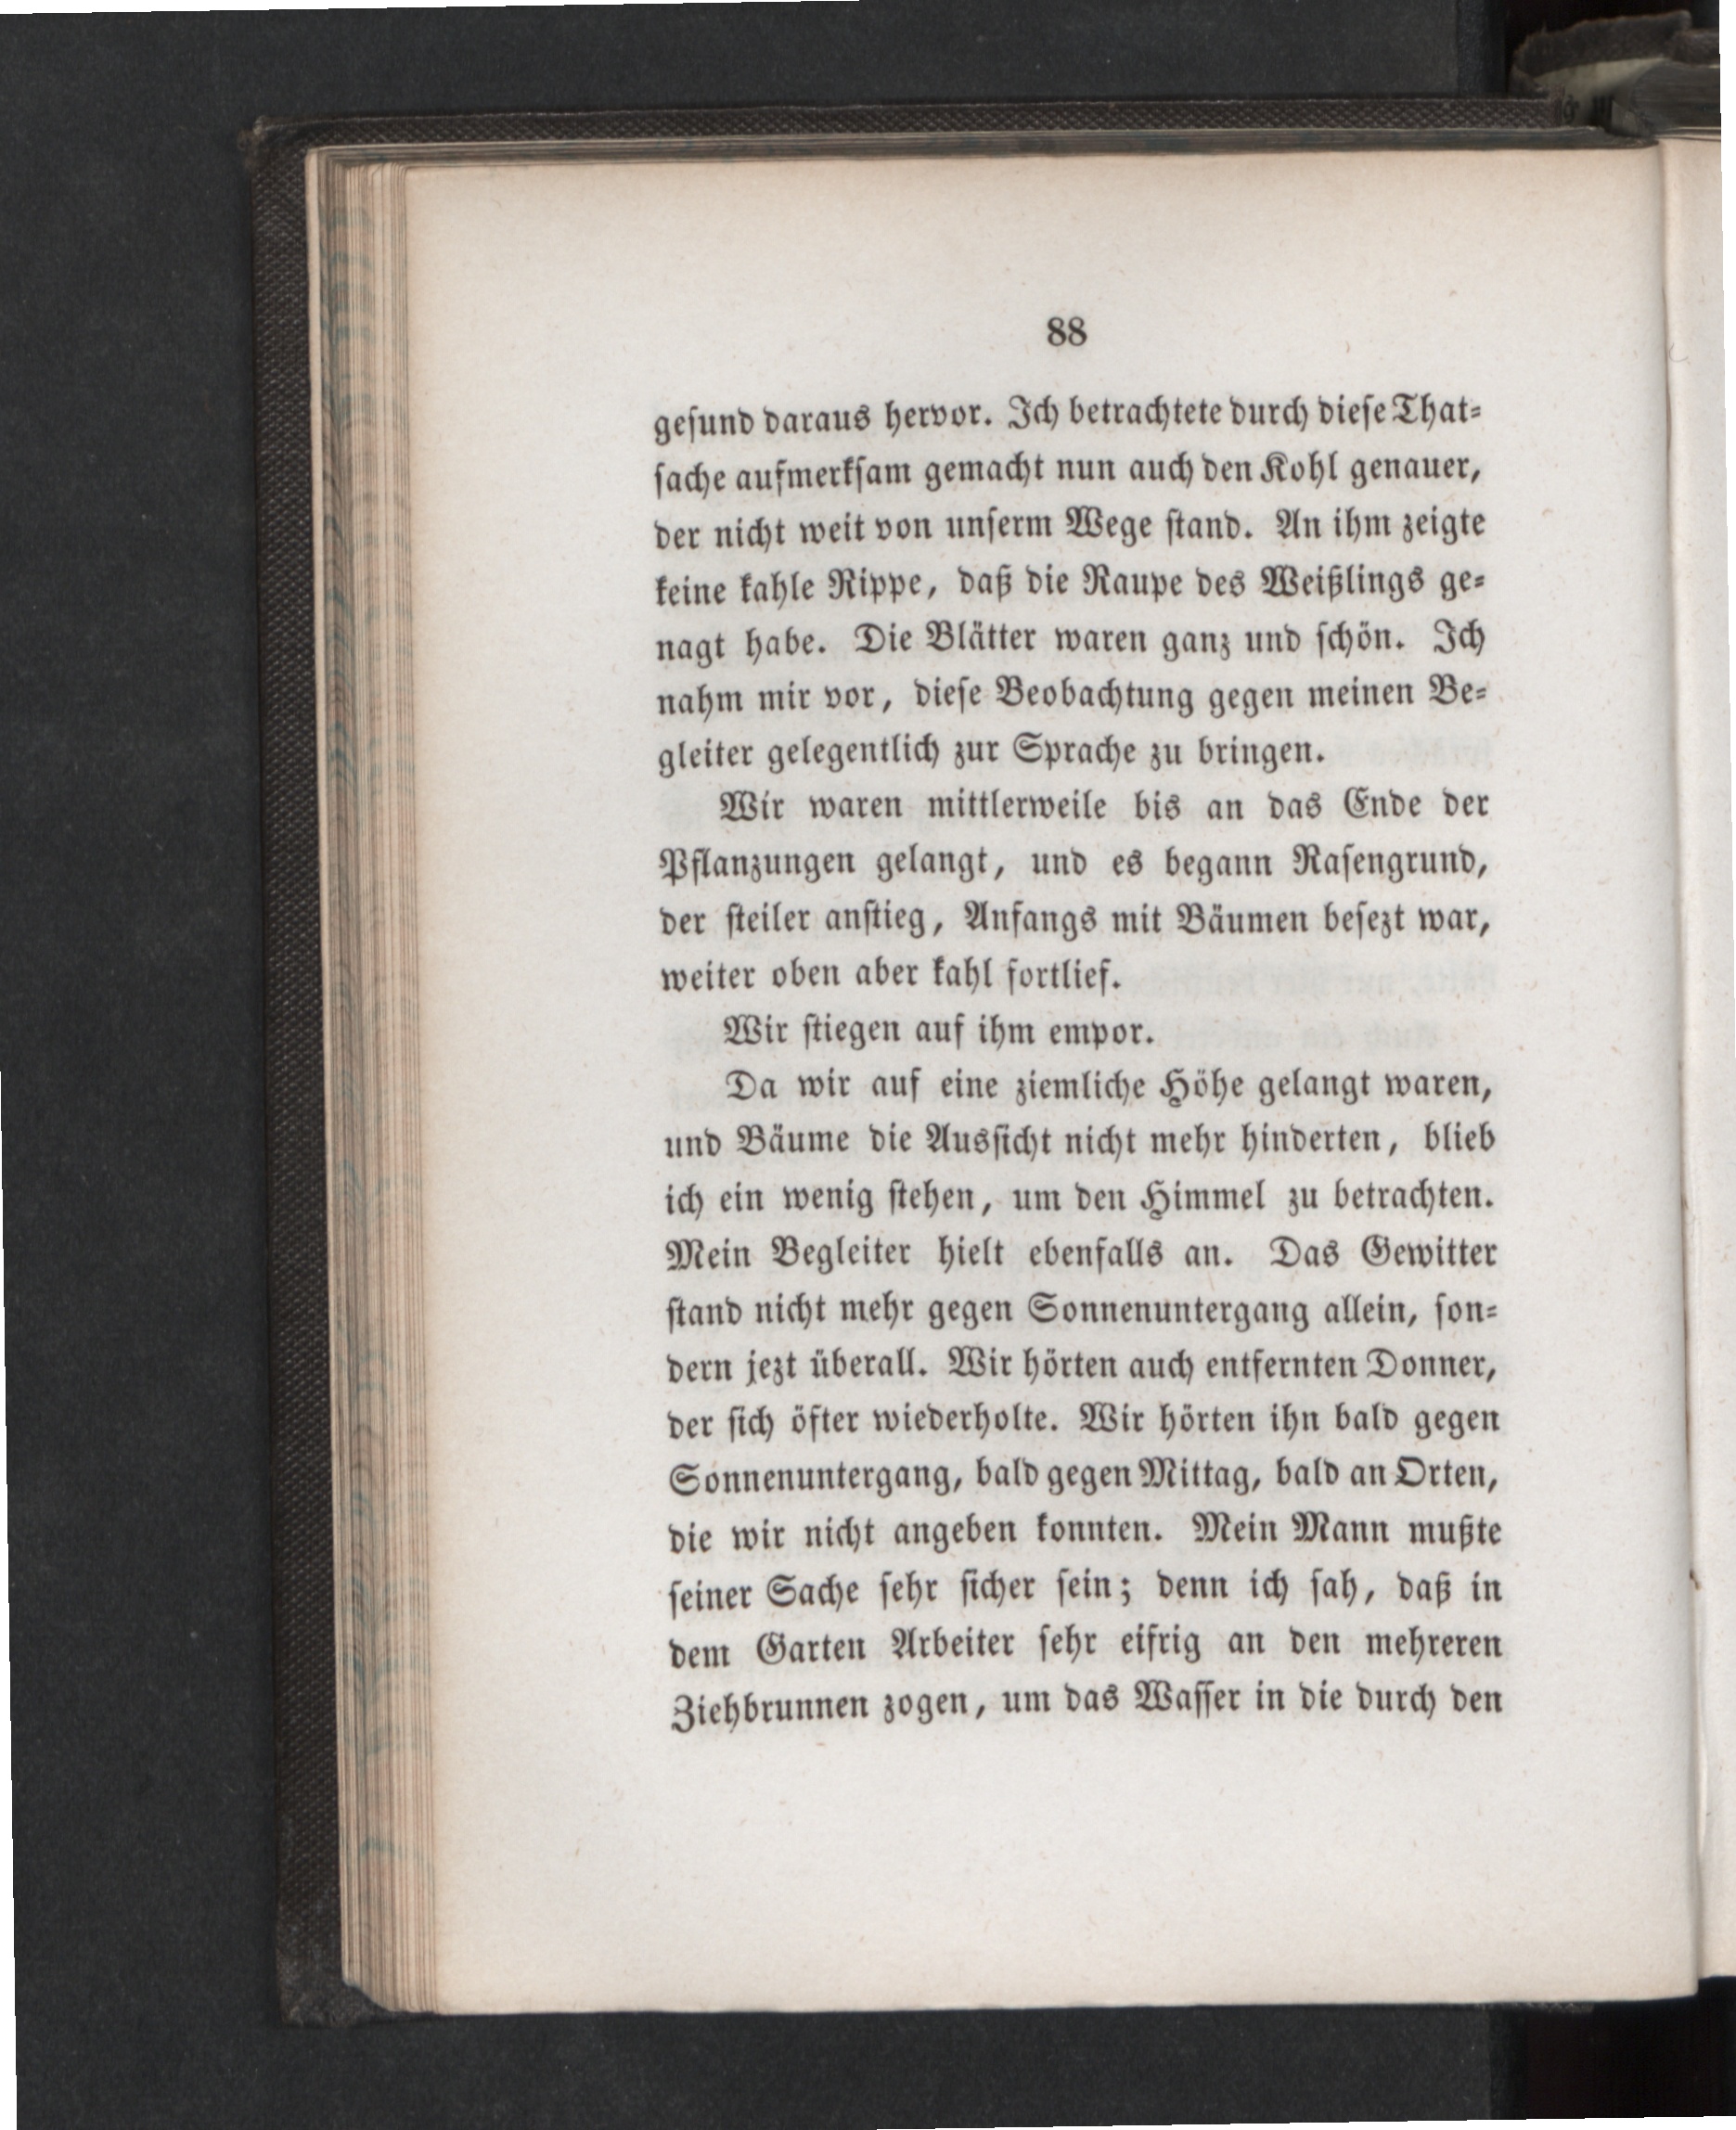 88
geſund daraus hervor. Ich betrachtete durch dieſe That⸗
ſache aufmerkſam gemacht nun auch den Kohl genauer,
der nicht weit von unſerm Wege ſtand. An ihm zeigte
keine kahle Rippe, daß die Raupe des Weißlings ge⸗
nagt habe. Die Blätter waren ganz und ſchön. Ich
nahm mir vor, dieſe Beobachtung gegen meinen Be⸗
gleiter gelegentlich zur Sprache zu bringen.
Wir waren mittlerweile bis an das Ende der
Pflanzungen gelangt, und es begann Raſengrund,
der ſteiler anſtieg, Anfangs mit Bäumen beſezt war,
weiter oben aber kahl fortlief.
Wir ſtiegen auf ihm empor.
Da wir auf eine ziemliche Höhe gelangt waren,
und Bäume die Ausſicht nicht mehr hinderten, blieb
ich ein wenig ſtehen, um den Himmel zu betrachten.
Mein Begleiter hielt ebenfalls an. Das Gewitter
ſtand nicht mehr gegen Sonnenuntergang allein, ſon⸗
dern jezt überall. Wir hörten auch entfernten Donner,
der ſich öfter wiederholte. Wir hörten ihn bald gegen
Sonnenuntergang, bald gegen Mittag, bald an Orten,
die wir nicht angeben konnten. Mein Mann mußte
ſeiner Sache ſehr ſicher ſein; denn ich ſah, daß in
dem Garten Arbeiter ſehr eifrig an den mehreren
Ziehbrunnen zogen, um das Waſſer in die durch den